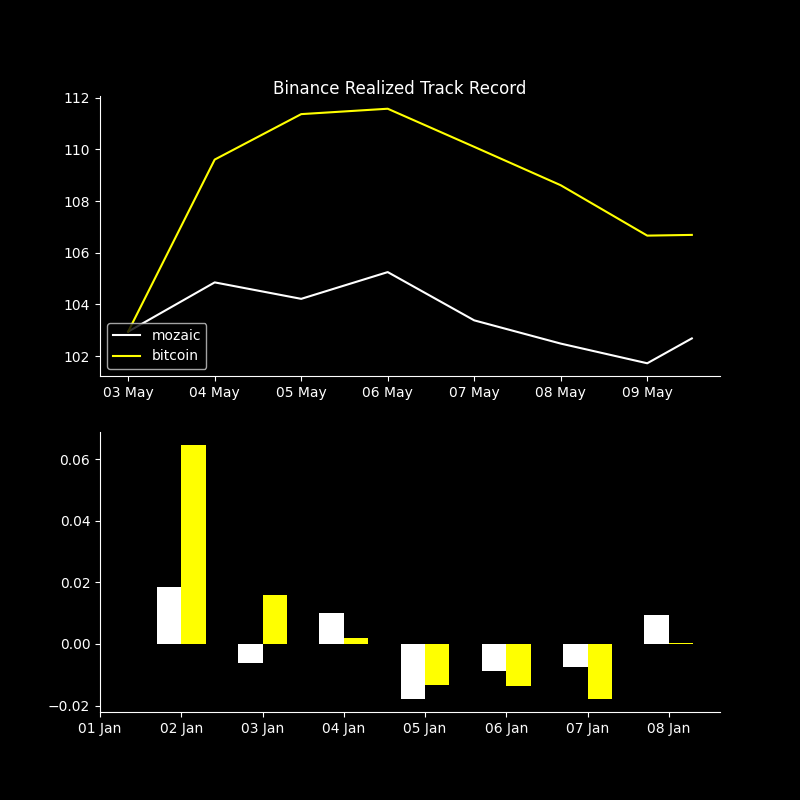 Binance Realized Track Record
112
110
108
106
104
102
mozaic
bitcoin
03 May 04 May 05 May 06 May 07 May 08 May 09 May
0.06
0.04
0.02
0.00
−0.02
01 Jan 02 Jan 03 Jan 04 Jan 05 Jan 06 Jan 07 Jan 08 Jan